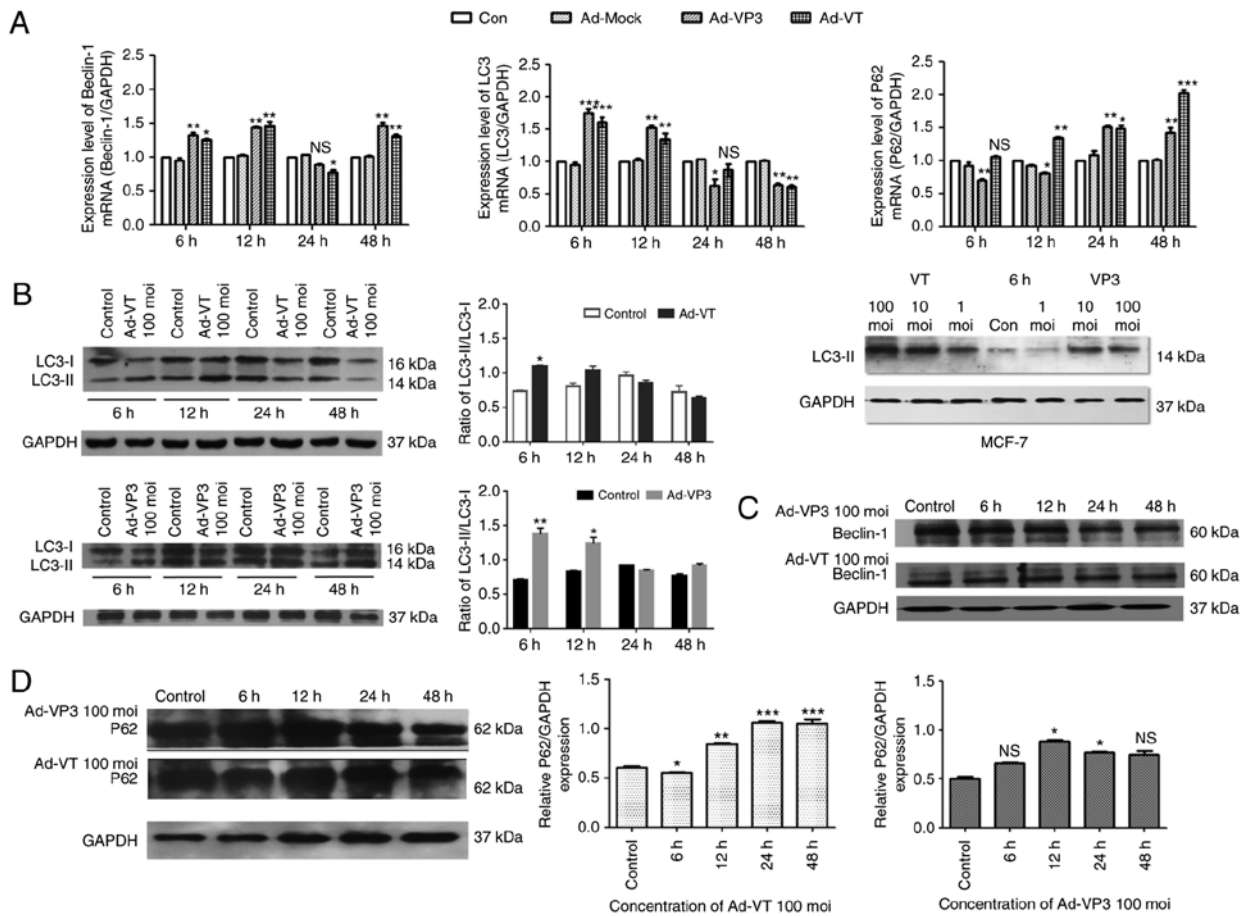 A
Con Ad-Mock Ad-VP3 Ad-VT
Expression level of Beclin-1
mRNA (Beclin-1/GAPDH)
2.5
2.0
1.5
1.0
0.5
0.0
** *
** **
NS
*
**
**
6 h 12 h 24 h 48 h
Expression level of LC3
mRNA (LC3/GAPDH)
2.5
2.0
1.5
1.0
0.5
0.0
*** ***
**
**
*
NS
** **
6 h 12 h 24 h 48 h
Expression level of P62
mRNA (P62/GAPDH)
2.5
2.0
1.5
1.0
0.5
0.0
**
NS
*
**
** *
**
***
6 h 12 h 24 h 48 h
B
Control
Ad-VT
100 moi
Control
Ad-VT
100 moi
Control
Ad-VT
100 moi
Control
Ad-VT
100 moi
LC3-I 16 kDa
LC3-II 14 kDa
6 h 12 h 24 h 48 h
GAPDH 37 kDa
Ratio of LC3-II/LC3-I
Control Ad-VT
2.0
1.5
1.0
0.5
0.0
*
6 h 12 h 24 h 48 h
VT 6 h VP3
100 moi
10 moi
1 moi
Con
1 moi
10 moi
100 moi
LC3-II 14 kDa
GAPDH 37 kDa
MCF-7
Control
Ad-VP3
100 moi
Control
Ad-VP3
100 moi
Control
Ad-VP3
100 moi
Control
Ad-VP3
100 moi
LC3-I 16 kDa
LC3-II 14 kDa
6 h 12 h 24 h 48 h
GAPDH 37 kDa
Ratio of LC3-II/LC3-I
Control Ad-VP3
2.0
1.5
1.0
0.5
0.0
**
*
6 h 12 h 24 h 48 h
C
Control 6 h 12 h 24 h 48 h
Ad-VP3 100 moi
Beclin-1 60 kDa
Ad-VT 100 moi
Beclin-1 60 kDa
GAPDH 37 kDa
D
Control 6 h 12 h 24 h 48 h
Ad-VP3 100 moi
P62 62 kDa
Ad-VT 100 moi
P62 62 kDa
GAPDH 37 kDa
Relative P62/GAPDH
expression
1.5
1.0
0.5
0.0
*
**
***
***
Control 6 h 12 h 24 h 48 h
Concentration of Ad-VT 100 moi
Relative P62/GAPDH
expression
1.5
1.0
0.5
0.0
NS
*
*
NS
Control 6 h 12 h 24 h 48 h
Concentration of Ad-VP3 100 moi